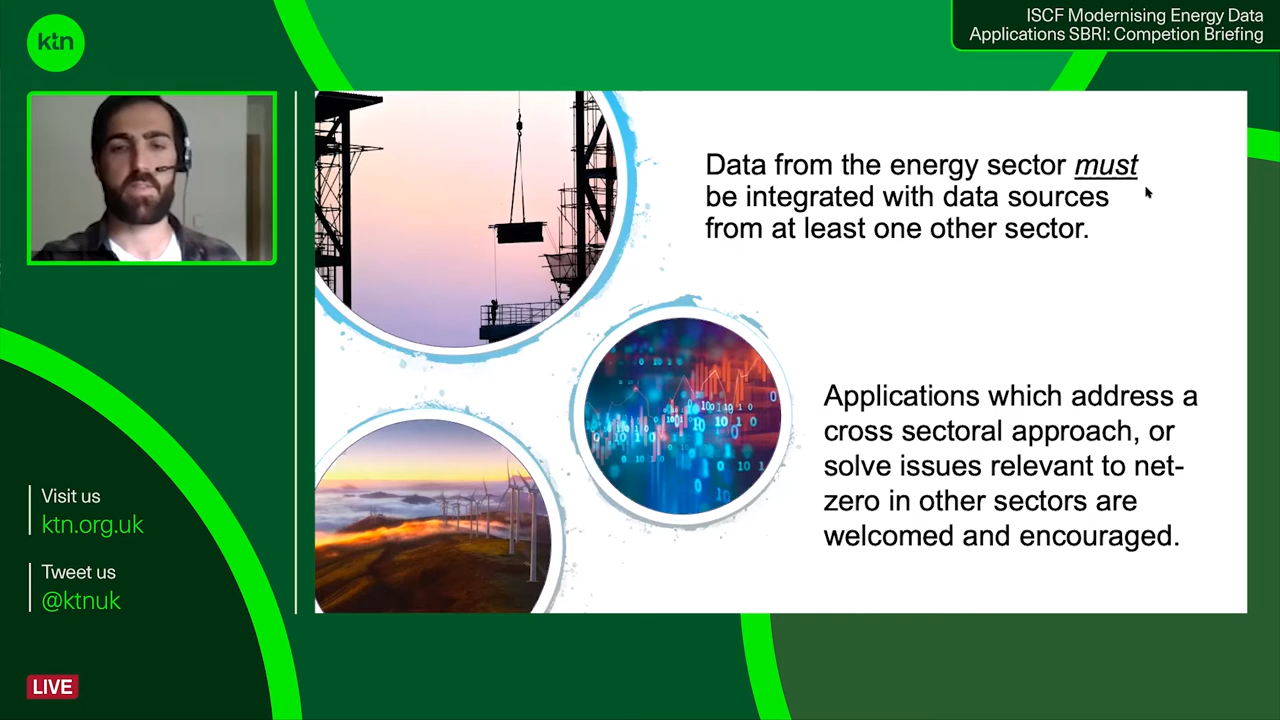 ktn
ISCF Modernising Energy Data
Applications SBRI: Competion Briefing
Data from the energy sector must
be integrated with data sources
from at least one other sector.
Applications which address a
cross sectoral approach, or
solve issues relevant to net-
zero in other sectors are
welcomed and encouraged.
Visit us
ktn.org.uk
Tweet us
@ktnuk
LIVE